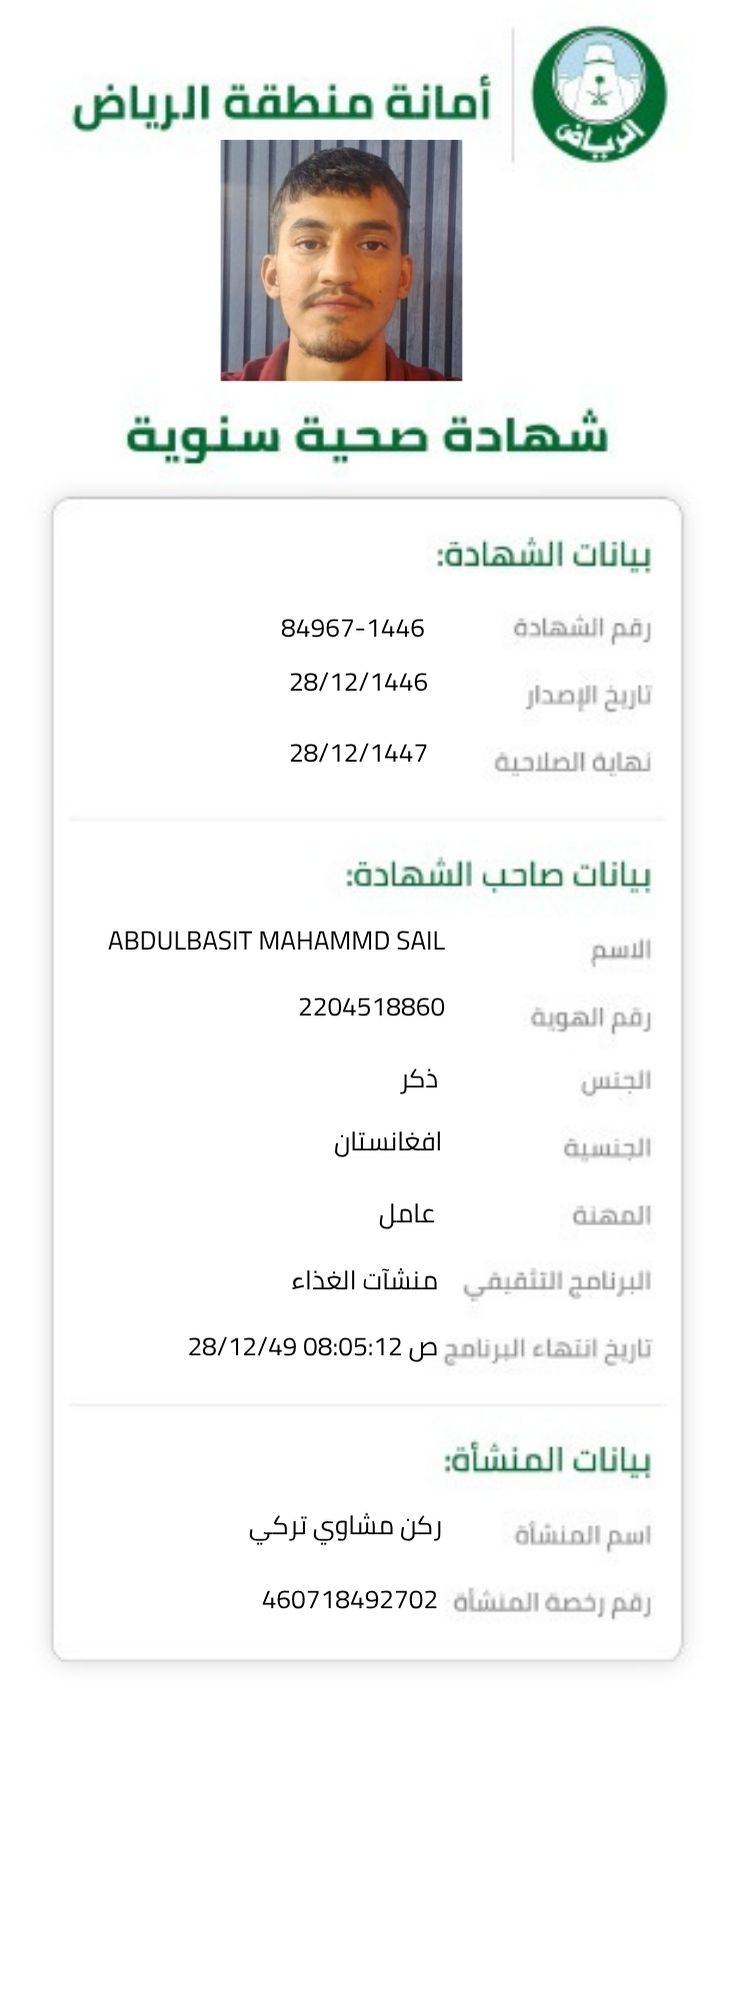 أمانة منطقة الرياض
الرياض
شهادة صحية سنوية
بيانات الشهادة:
رقم الشهادة 84967-1446
تاريخ الإصدار 28/12/1446
نهاية الصلاحية 28/12/1447
بيانات صاحب الشهادة:
الاسم ABDULBASIT MAHAMMD SAIL
رقم الهوية 2204518860
الجنس ذكر
الجنسية افغانستان
المهنة عامل
البرنامج التثقيفي منشآت الغذاء
تاريخ انتهاء البرنامج ص 08:05:12 28/12/49
بيانات المنشأة:
اسم المنشأة ركن مشاوي تركي
رقم رخصة المنشأة 460718492702